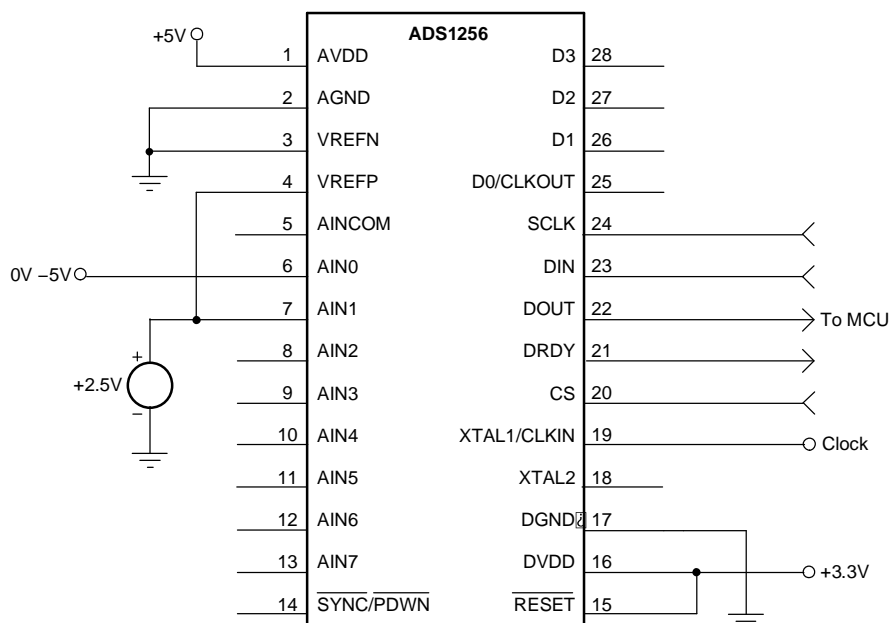 ADS1256
+5V
1 AVDD D3 28
2 AGND D2 27
3 VREFN D1 26
4 VREFP D0/CLKOUT 25
5 AINCOM SCLK 24
0V −5V 6 AIN0 DIN 23
7 AIN1 DOUT 22 To MCU
8 AIN2 DRDY 21
+
+2.5V
−
9 AIN3 CS 20
10 AIN4 XTAL1/CLKIN 19 Clock
11 AIN5 XTAL2 18
12 AIN6 DGND¿ 17
13 AIN7 DVDD 16 +3.3V
14 SYNC/PDWN RESET 15